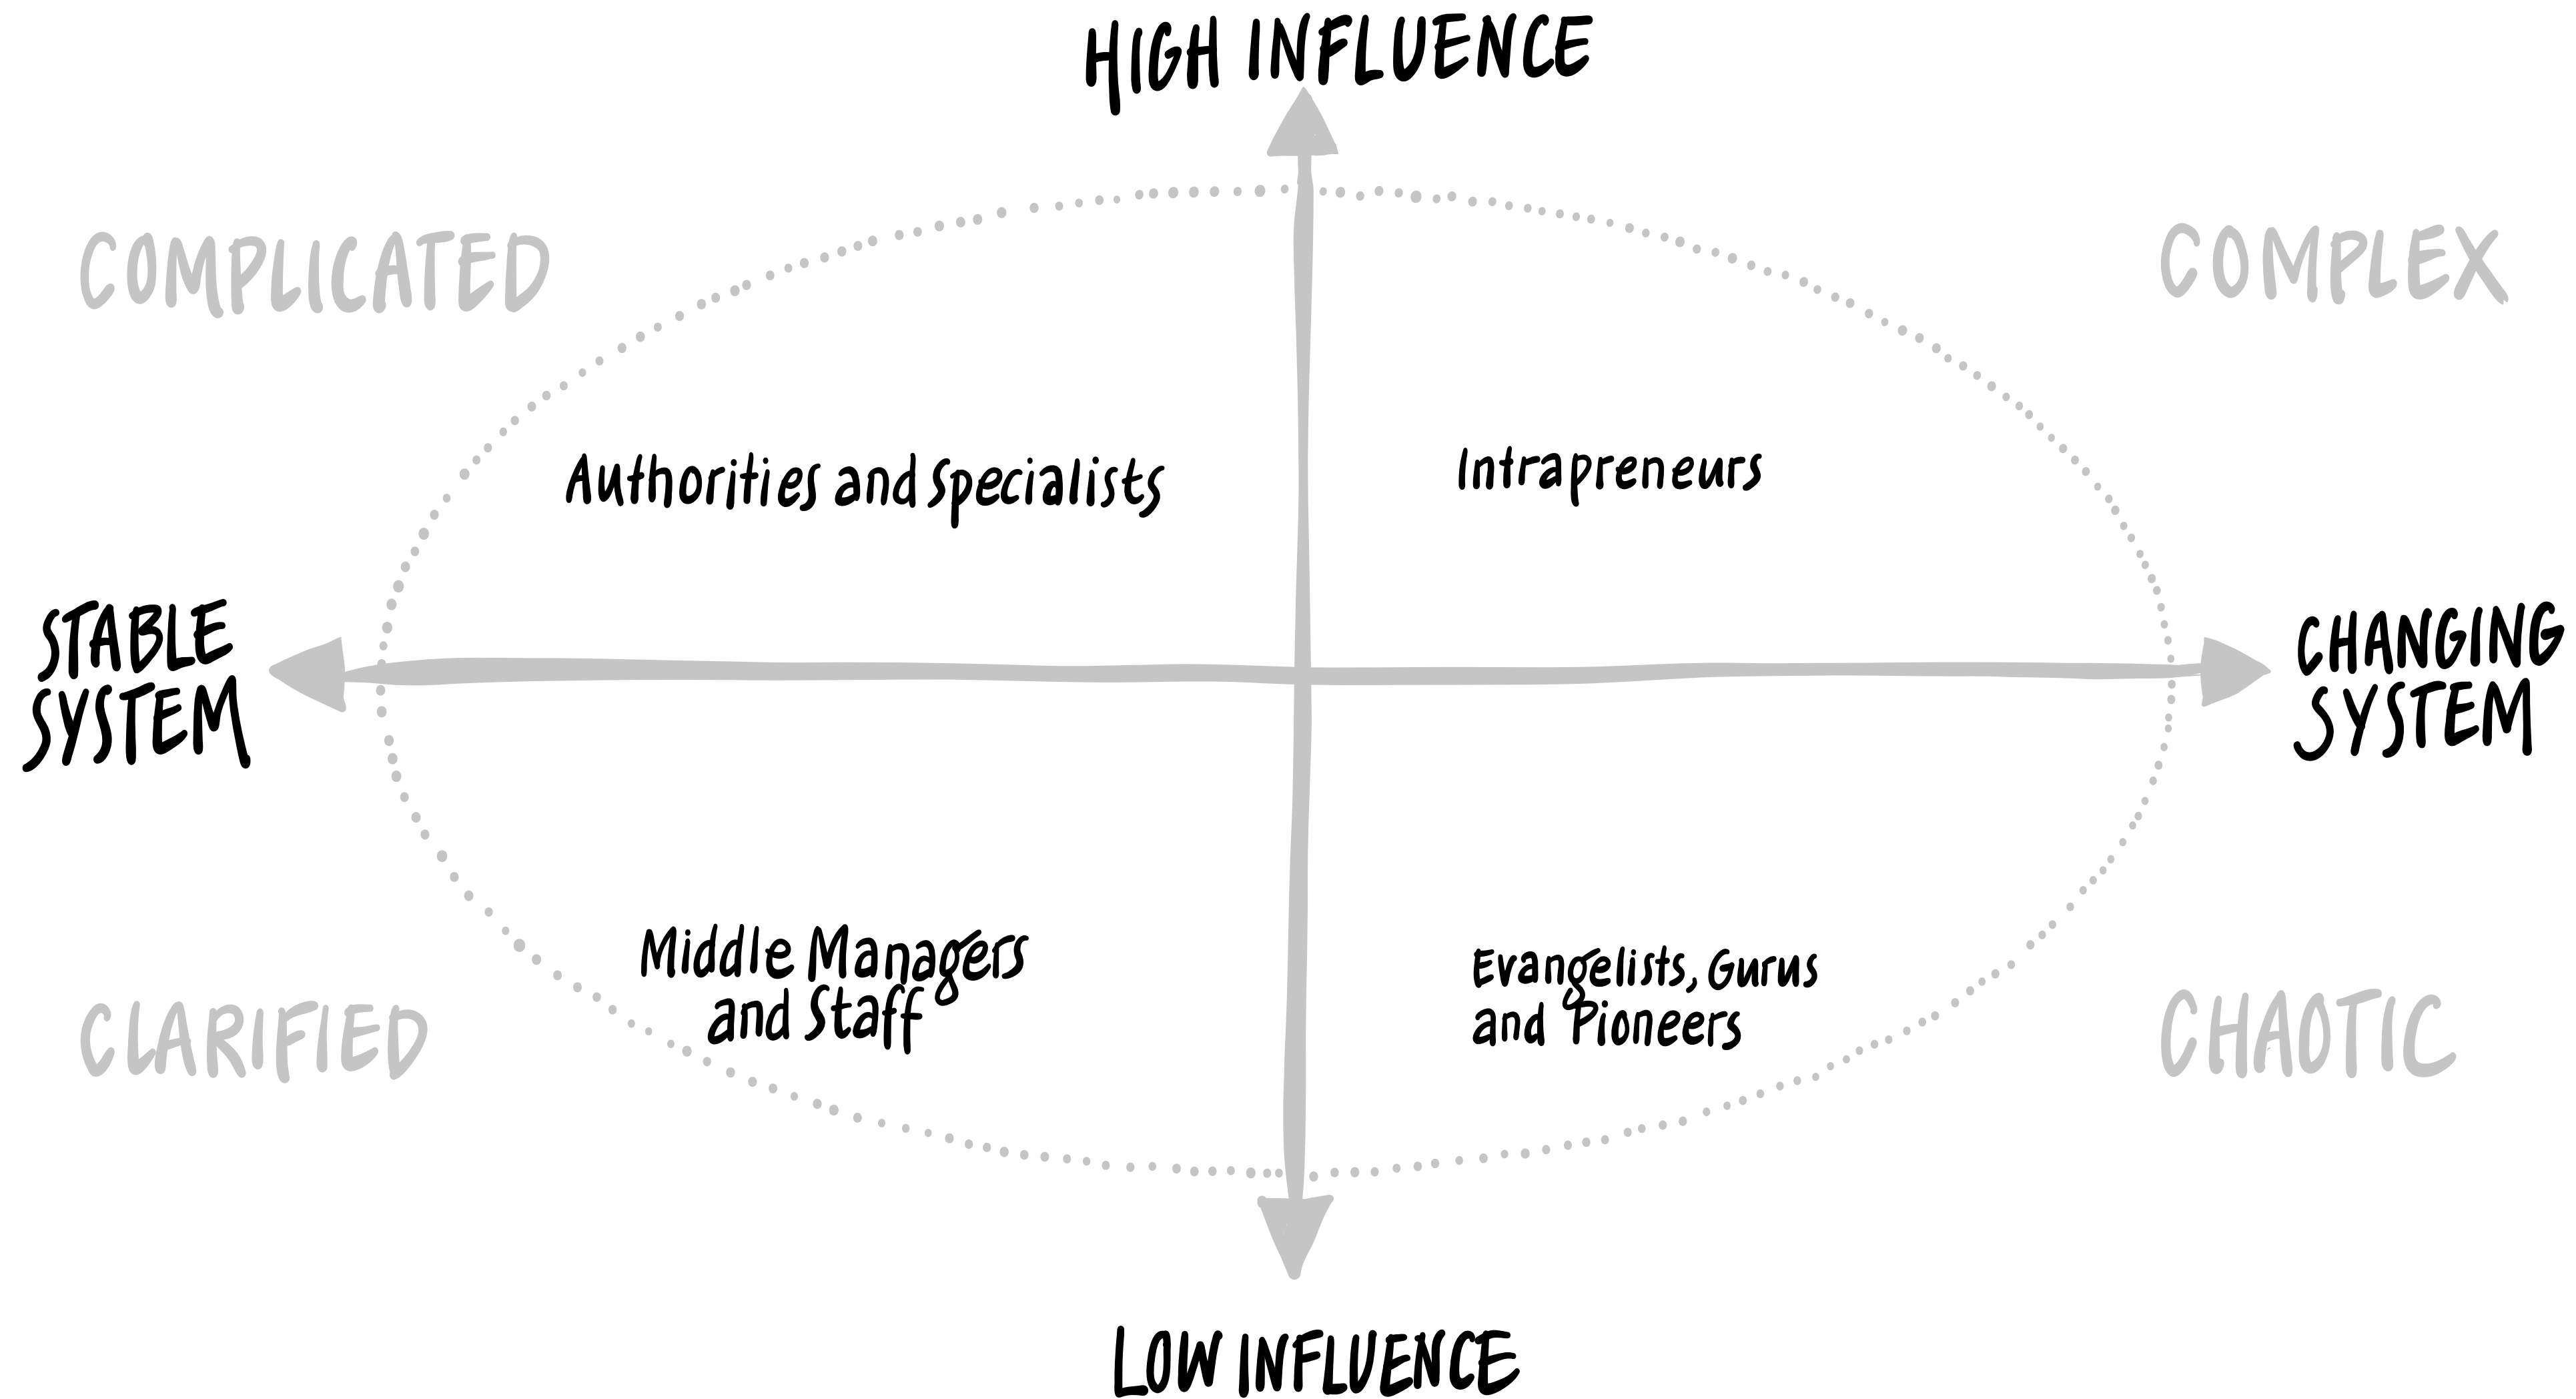 HIGH INFLUENCE
COMPLICATED
COMPLEX
Authorities and Specialists
Intrapreneurs
STABLE
SYSTEM
CHANGING
SYSTEM
Middle Managers
and Staff
Evangelists, Gurus
and Pioneers
CLARIFIED
CHAOTIC
LOW INFLUENCE